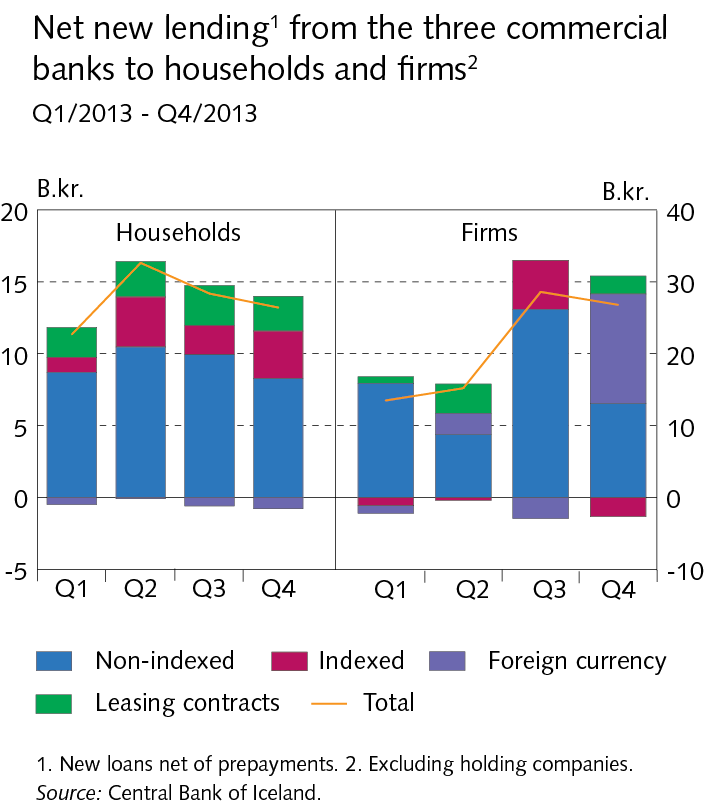 Net new lending¹ from the three commercial
banks to households and firms²
Q1/2013 - Q4/2013
B.kr.
B.kr.
20
40
Households
Firms
15
30
10
20
5
10
0
0
-5
-10
Q1
Q2
Q3
Q4
Q1
Q2
Q3
Q4
Non-indexed
Indexed
Foreign currency
Leasing contracts
Total
1. New loans net of prepayments. 2. Excluding holding companies.
Source: Central Bank of Iceland.